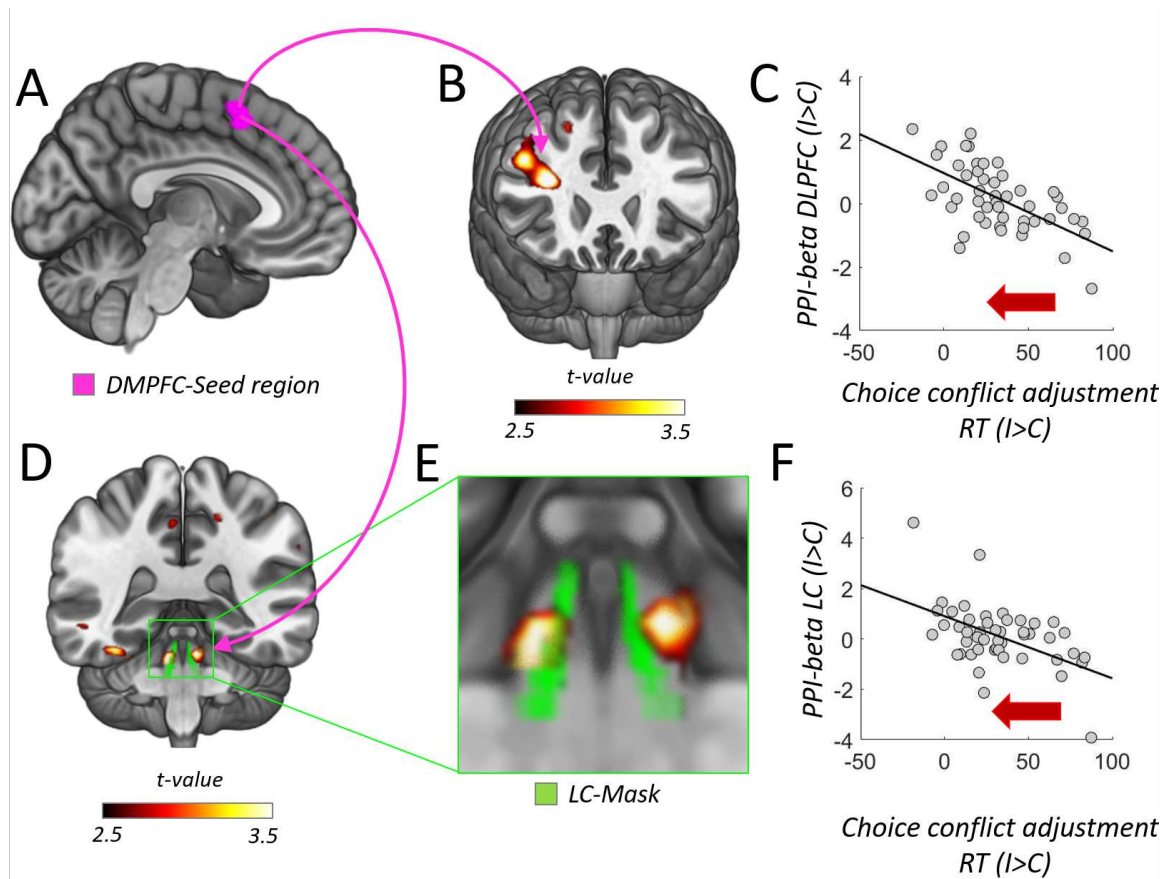 A
B
C
PPI-beta DLPFC (I>C)
4
2
0
-2
-4
-50
0
50
100
Choice conflict adjustment
RT (I>C)
DMPFC-Seed region
t-value
2.5
3.5
D
E
F
PPI-beta LC (I>C)
6
4
2
0
-2
-4
-50
0
50
100
Choice conflict adjustment
RT (I>C)
t-value
2.5
3.5
LC-Mask